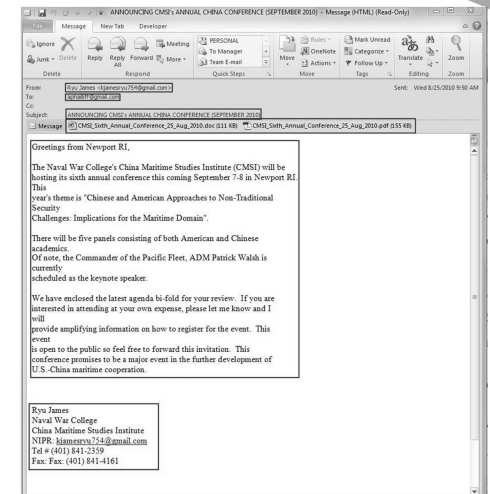 ANNOUNCING CMSI's ANNUAL CHINA CONFERENCE (SEPTEMBER 2010) - Message (HTML) (Read-Only)
File Message New Tab Developer
Ignore
Junk
Delete
Reply
Reply All
Forward
Meeting
More
PERSONAL
To Manager
Team E-mail
Move
Rules
OneNote
Actions
Mark Unread
Categorize
Follow Up
Translate
Zoom
Delete Respond Quick Steps Move Tags Editing Zoom
From: Ryu James <kjamesryu754@gmail.com> Sent: Wed 8/25/2010 9:50 AM
To: aphalliff@gmail.com
Cc:
Subject: ANNOUNCING CMSI's ANNUAL CHINA CONFERENCE (SEPTEMBER 2010)
Message CMSI_Sixth_Annual_Conference_25_Aug_2010.doc (111 KB) CMSI_Sixth_Annual_Conference_25_Aug_2010.pdf (155 KB)
Greetings from Newport RI,
The Naval War College's China Maritime Studies Institute (CMSI) will be
hosting its sixth annual conference this coming September 7-8 in Newport RI.
This
year's theme is "Chinese and American Approaches to Non-Traditional
Security
Challenges: Implications for the Maritime Domain".
There will be five panels consisting of both American and Chinese
academics.
Of note, the Commander of the Pacific Fleet, ADM Patrick Walsh is
currently
scheduled as the keynote speaker.
We have enclosed the latest agenda bi-fold for your review. If you are
interested in attending at your own expense, please let me know and I
will
provide amplifying information on how to register for the event. This
event
is open to the public so feel free to forward this invitation. This
conference promises to be a major event in the further development of
U.S.-China maritime cooperation.
Ryu James
Naval War College
China Maritime Studies Institute
NIPR: kjamesryu754@gmail.com
Tel # (401) 841-2359
Fax: Fax: (401) 841-4161